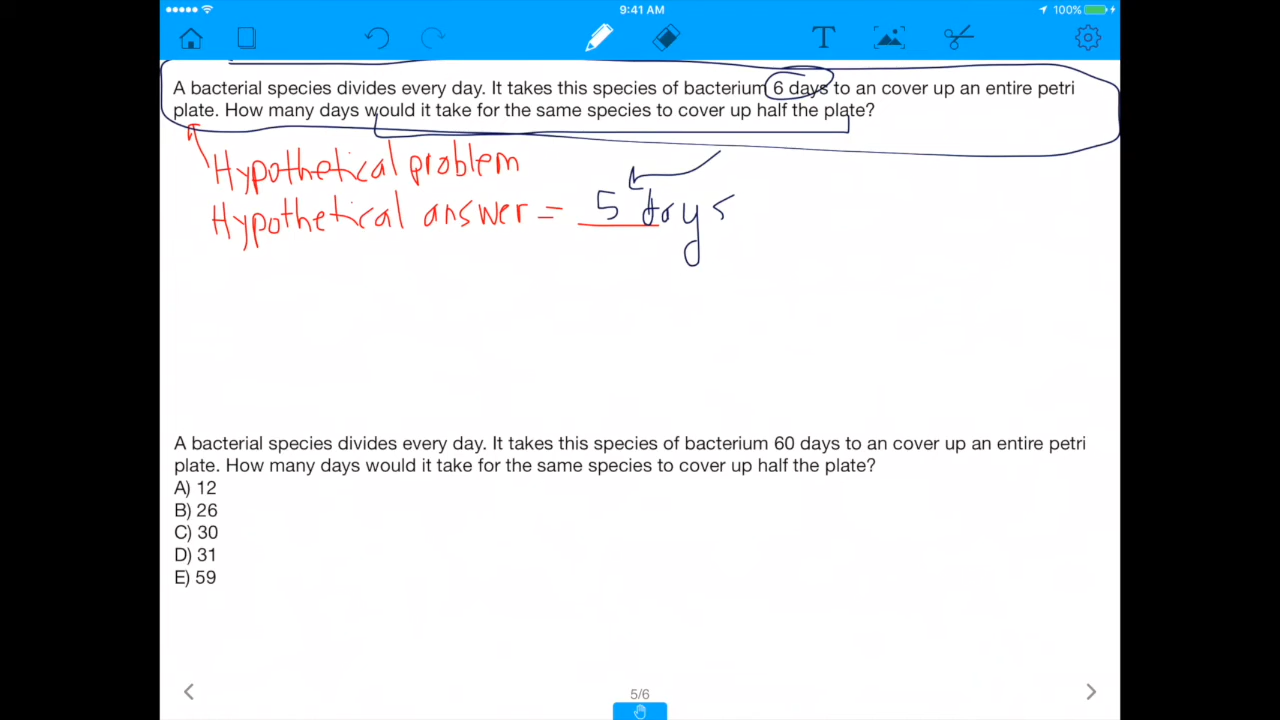 9:41 AM
100%
T
A bacterial species divides every day. It takes this species of bacterium 6 days to an cover up an entire petri
plate. How many days would it take for the same species to cover up half the plate?
Hypothetical problem
Hypothetical answer = 5 days
A bacterial species divides every day. It takes this species of bacterium 60 days to an cover up an entire petri
plate. How many days would it take for the same species to cover up half the plate?
A) 12
B) 26
C) 30
D) 31
E) 59
5/6